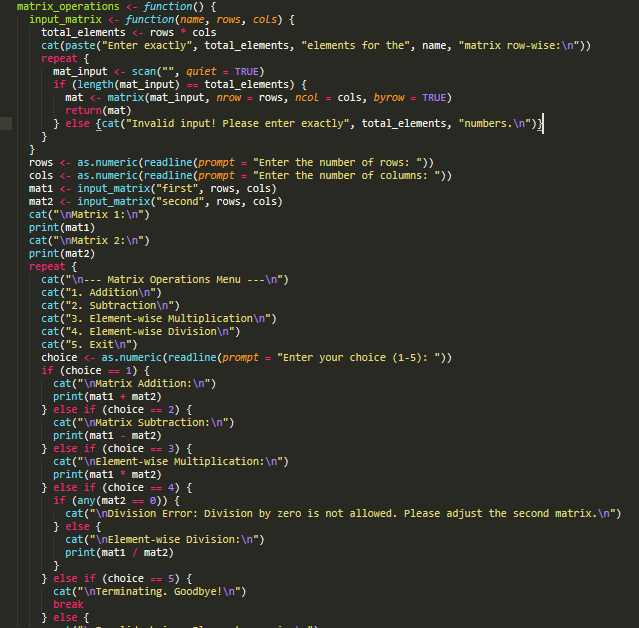 matrix_operations <- function() {
  input_matrix <- function(name, rows, cols) {
    total_elements <- rows * cols
    cat(paste("Enter exactly", total_elements, "elements for the", name, "matrix row-wise:\n"))
    repeat {
      mat_input <- scan("", quiet = TRUE)
      if (length(mat_input) == total_elements) {
        mat <- matrix(mat_input, nrow = rows, ncol = cols, byrow = TRUE)
        return(mat)
      } else {cat("Invalid input! Please enter exactly", total_elements, "numbers.\n")}
    }
  }
  rows <- as.numeric(readline(prompt = "Enter the number of rows: "))
  cols <- as.numeric(readline(prompt = "Enter the number of columns: "))
  mat1 <- input_matrix("first", rows, cols)
  mat2 <- input_matrix("second", rows, cols)
  cat("\nMatrix 1:\n")
  print(mat1)
  cat("\nMatrix 2:\n")
  print(mat2)
  repeat {
    cat("\n--- Matrix Operations Menu ---\n")
    cat("1. Addition\n")
    cat("2. Subtraction\n")
    cat("3. Element-wise Multiplication\n")
    cat("4. Element-wise Division\n")
    cat("5. Exit\n")
    choice <- as.numeric(readline(prompt = "Enter your choice (1-5): "))
    if (choice == 1) {
      cat("\nMatrix Addition:\n")
      print(mat1 + mat2)
    } else if (choice == 2) {
      cat("\nMatrix Subtraction:\n")
      print(mat1 - mat2)
    } else if (choice == 3) {
      cat("\nElement-wise Multiplication:\n")
      print(mat1 * mat2)
    } else if (choice == 4) {
      if (any(mat2 == 0)) {
        cat("\nDivision Error: Division by zero is not allowed. Please adjust the second matrix.\n")
      } else {
        cat("\nElement-wise Division:\n")
        print(mat1 / mat2)
      }
    } else if (choice == 5) {
      cat("\nTerminating. Goodbye!\n")
      break
    } else {